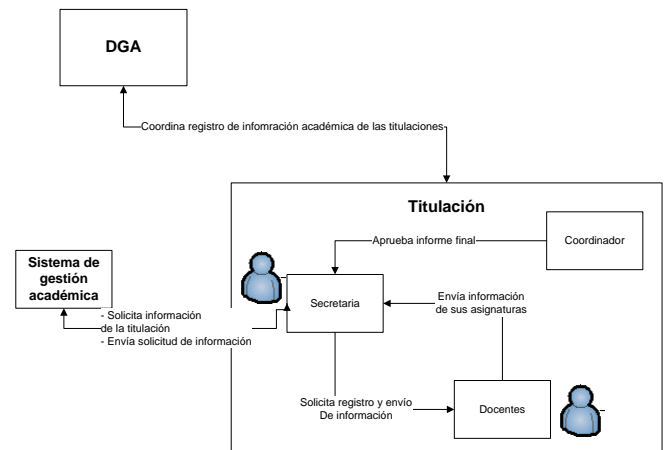 DGA
Coordina registro de infomración académica de las titulaciones
Titulación
Aprueba informe final
Coordinador
Sistema de
gestión
académica
Secretaria
Envía información
de sus asignaturas
- Solicita información
de la titulación
- Envía solicitud de información
Solicita registro y envío
De información
Docentes